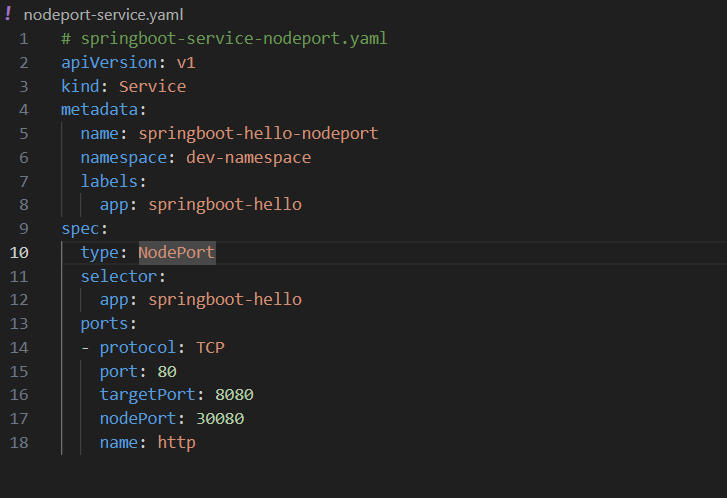 ! nodeport-service.yaml
1 # springboot-service-nodeport.yaml
2 apiVersion: v1
3 kind: Service
4 metadata:
5   name: springboot-hello-nodeport
6   namespace: dev-namespace
7   labels:
8     app: springboot-hello
9 spec:
10   type: NodePort
11   selector:
12     app: springboot-hello
13   ports:
14   - protocol: TCP
15     port: 80
16     targetPort: 8080
17     nodePort: 30080
18     name: http